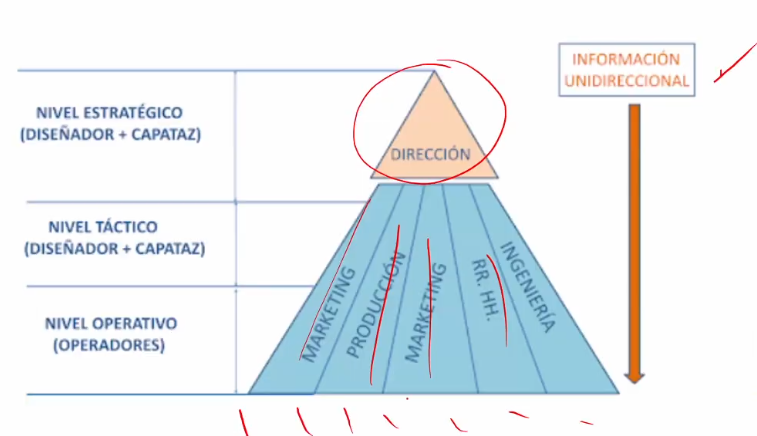 INFORMACIÓN
UNIDIRECCIONAL
NIVEL ESTRATÉGICO
(DISEÑADOR + CAPATAZ)
DIRECCIÓN
NIVEL TÁCTICO
(DISEÑADOR + CAPATAZ)
NIVEL OPERATIVO
(OPERADORES)
MARKETING
PRODUCCIÓN
MARKETING
RR. HH.
INGENIERÍA